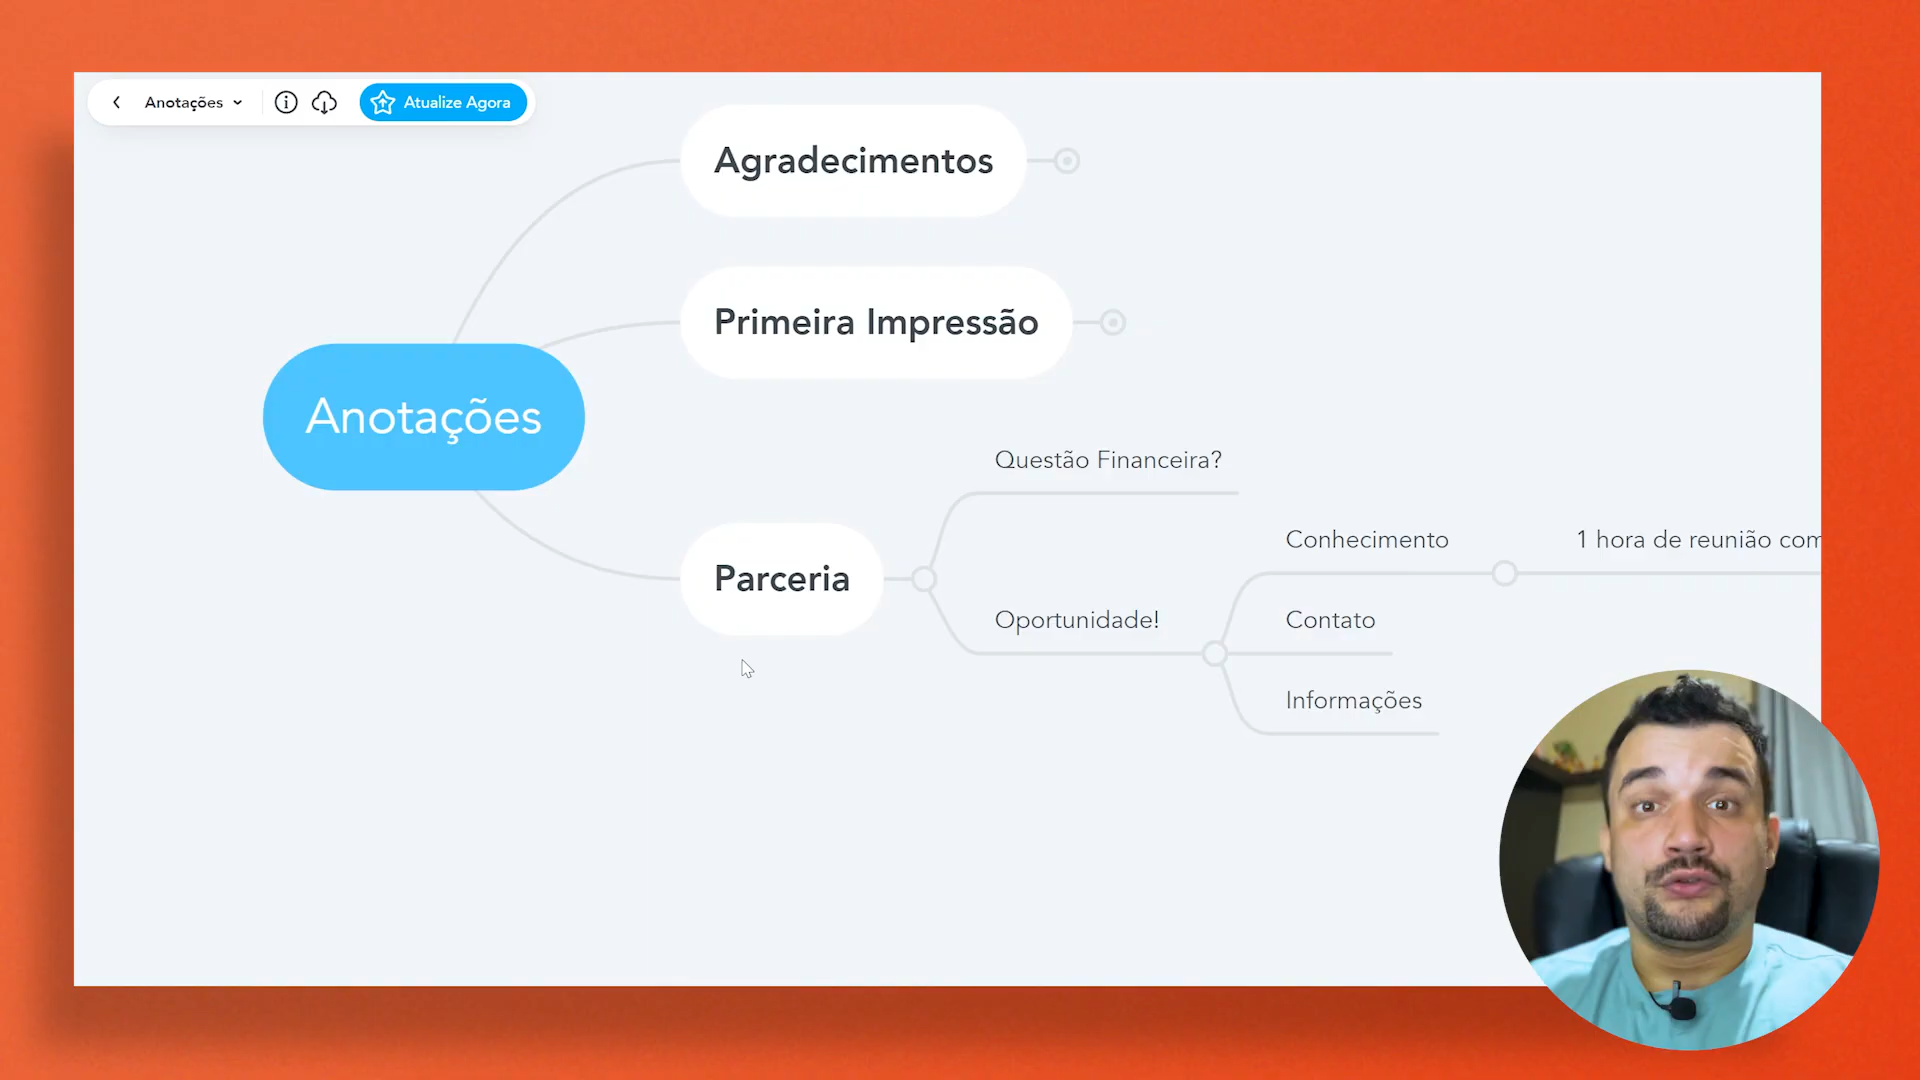 Anotações
Atualize Agora
Agradecimentos
Primeira Impressão
Anotações
Questão Financeira?
Conhecimento
1 hora de reunião com
Parceria
Oportunidade!
Contato
Informações